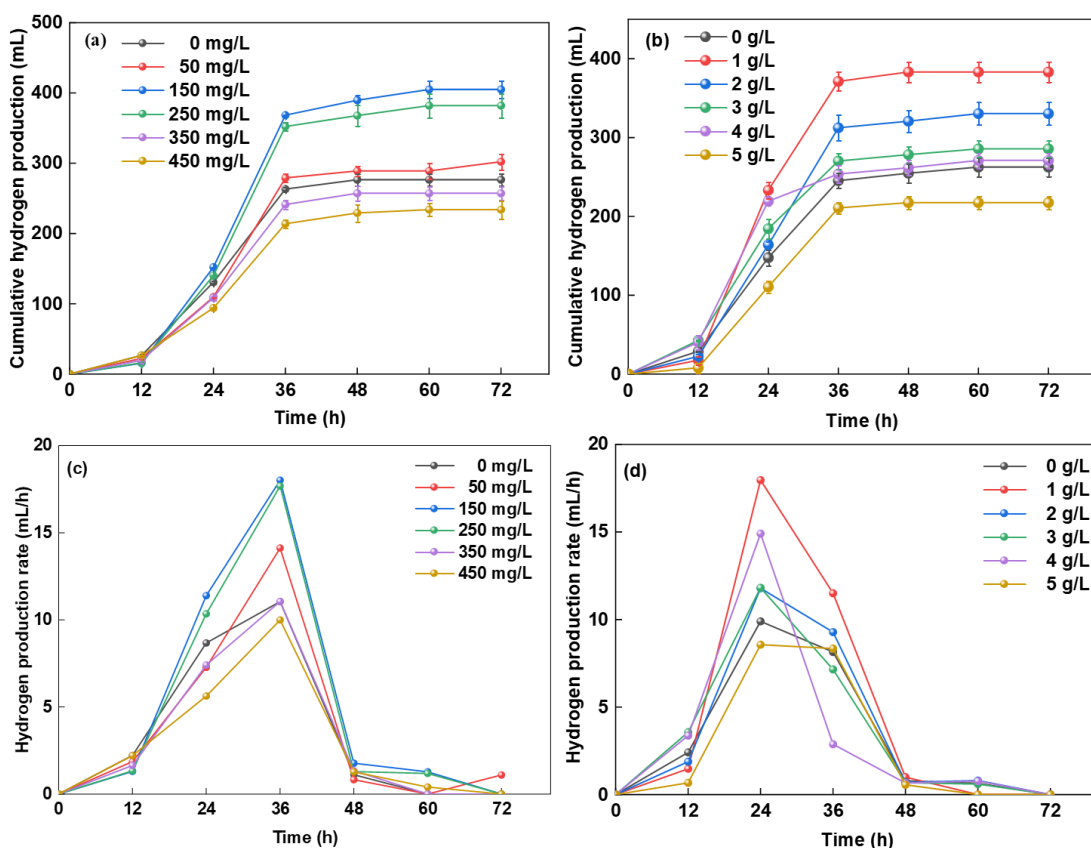 (a)
0 mg/L
50 mg/L
150 mg/L
250 mg/L
350 mg/L
450 mg/L
Cumulative hydrogen production (mL)
500
400
300
200
100
0
0 12 24 36 48 60 72
Time (h)
(b)
0 g/L
1 g/L
2 g/L
3 g/L
4 g/L
5 g/L
Cumulative hydrogen production (mL)
400
300
200
100
0
0 12 24 36 48 60 72
Time (h)
(c)
0 mg/L
50 mg/L
150 mg/L
250 mg/L
350 mg/L
450 mg/L
Hydrogen production rate (mL/h)
20
15
10
5
0
0 12 24 36 48 60 72
Time (h)
(d)
0 g/L
1 g/L
2 g/L
3 g/L
4 g/L
5 g/L
Hydrogen production rate (mL/h)
20
15
10
5
0
0 12 24 36 48 60 72
Time (h)